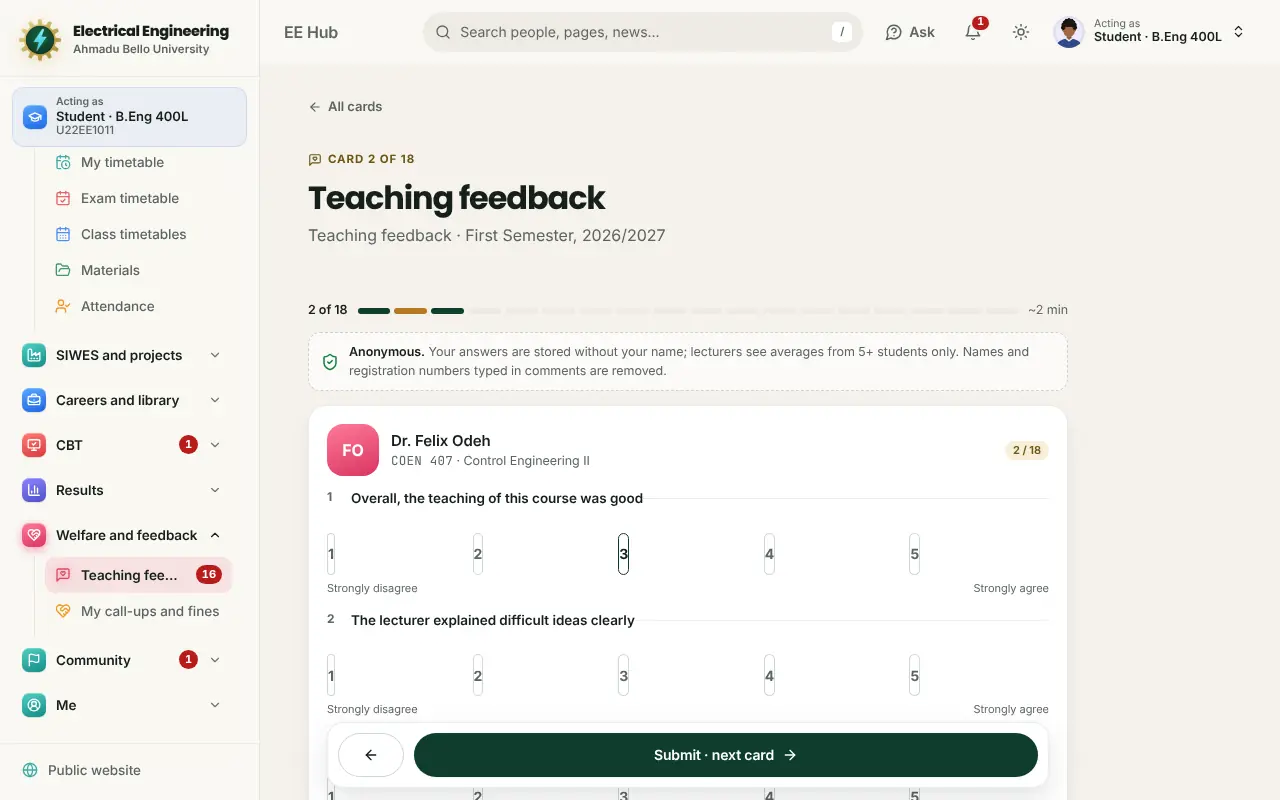 Electrical Engineering
Ahmadu Bello University
EE Hub
Search people, pages, news...
/
Ask
1
Acting as
Student · B.Eng 400L
Acting as
Student · B.Eng 400L
U22EE1011
My timetable
Exam timetable
Class timetables
Materials
Attendance
SIWES and projects
Careers and library
CBT
1
Results
Welfare and feedback
Teaching fee...
16
My call-ups and fines
Community
1
Me
Public website
All cards
CARD 2 OF 18
Teaching feedback
Teaching feedback · First Semester, 2026/2027
2 of 18
~2 min
Anonymous. Your answers are stored without your name; lecturers see averages from 5+ students only. Names and
registration numbers typed in comments are removed.
FO
Dr. Felix Odeh
COEN 407 · Control Engineering II
2 / 18
1 Overall, the teaching of this course was good
1 2 3 4 5
Strongly disagree Strongly agree
2 The lecturer explained difficult ideas clearly
1 2 3 4 5
Strongly disagree Strongly agree
Submit · next card
1 2 3 4 5